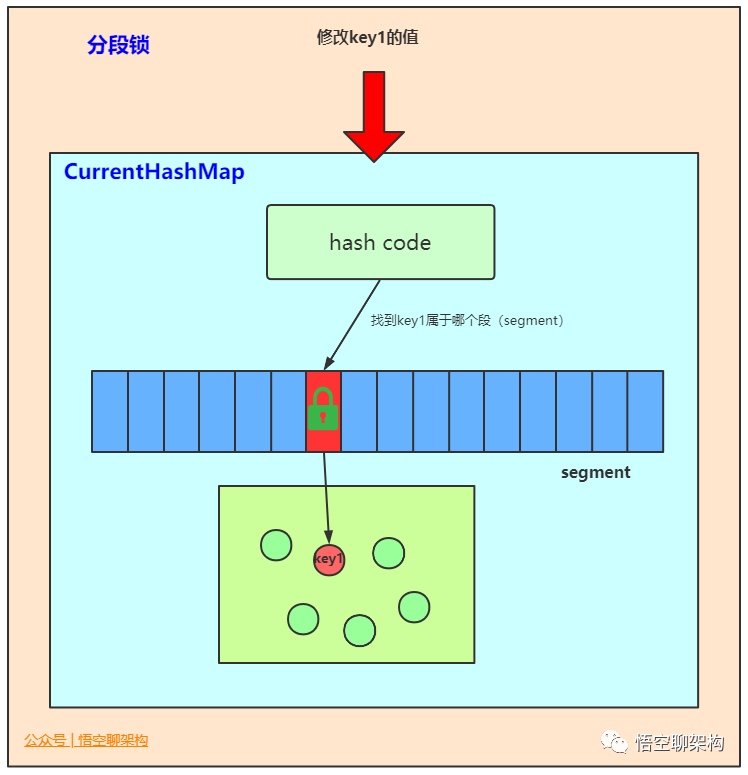 分段锁
修改key1的值
CurrentHashMap
hash code
找到key1属于哪个段（segment）
segment
key1
公众号 | 悟空聊架构
悟空聊架构